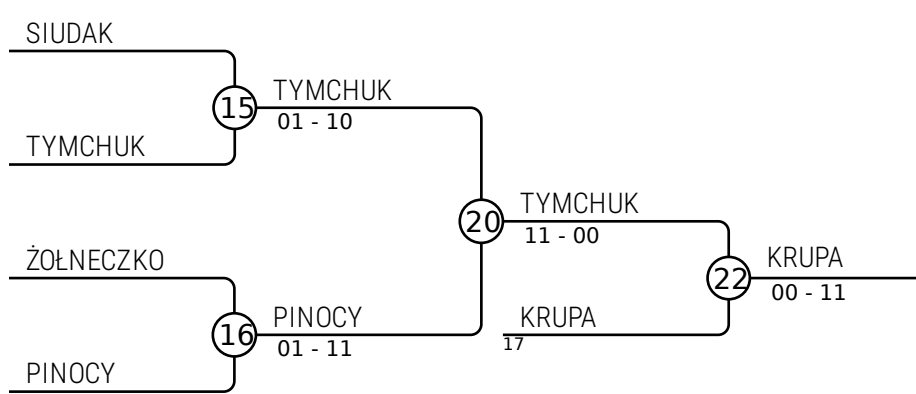 SIUDAK
15
TYMCHUK
01 - 10
TYMCHUK
20
TYMCHUK
11 - 00
ŻOŁNECZKO
16
PINOCY
01 - 11
PINOCY
KRUPA
17
22
KRUPA
00 - 11